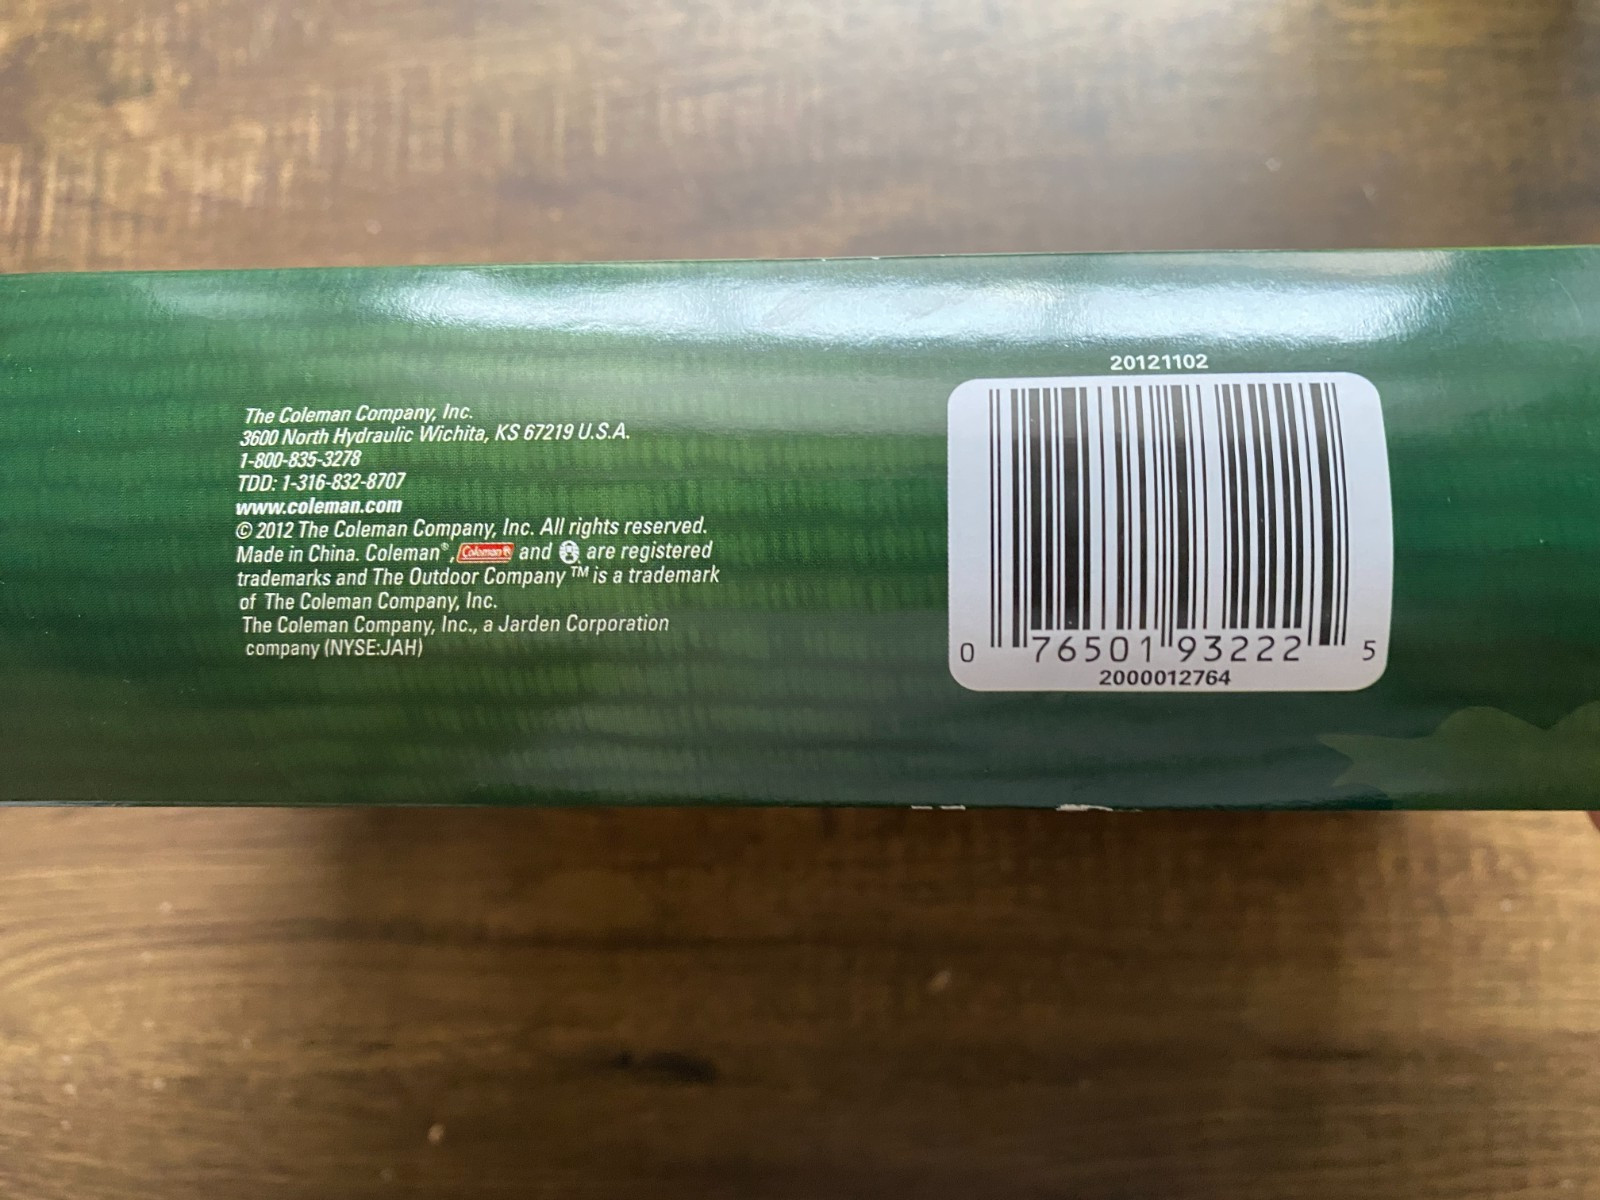 The Coleman Company, Inc.
3600 North Hydraulic Wichita, KS 67219 U.S.A.
1-800-835-3278
TDD: 1-316-832-8707
www.coleman.com
© 2012 The Coleman Company, Inc. All rights reserved.
Made in China. Coleman®, Coleman® and are registered
trademarks and The Outdoor Company ™ is a trademark
of The Coleman Company, Inc.
The Coleman Company, Inc., a Jarden Corporation
company (NYSE:JAH)
20121102
0 76501 93222 5
2000012764